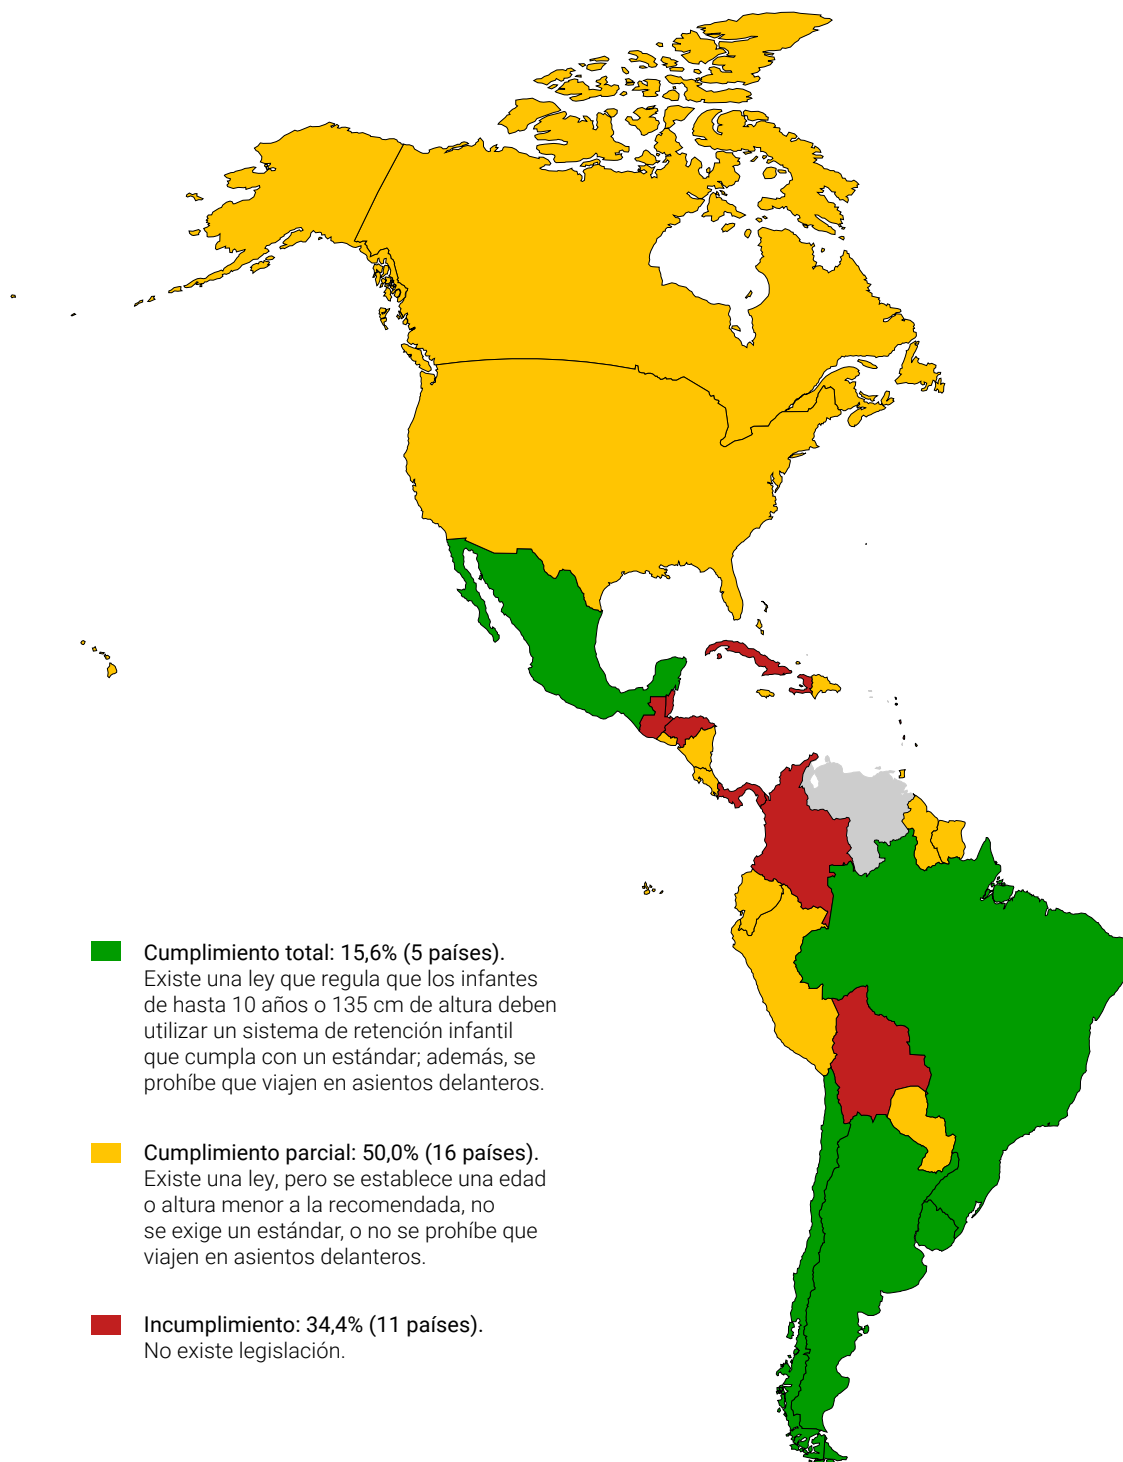 Cumplimiento total: 15,6% (5 países).
Existe una ley que regula que los infantes
de hasta 10 años o 135 cm de altura deben
utilizar un sistema de retención infantil
que cumpla con un estándar; además, se
prohíbe que viajen en asientos delanteros.
Cumplimiento parcial: 50,0% (16 países).
Existe una ley, pero se establece una edad
o altura menor a la recomendada, no
se exige un estándar, o no se prohíbe que
viajen en asientos delanteros.
Incumplimiento: 34,4% (11 países).
No existe legislación.